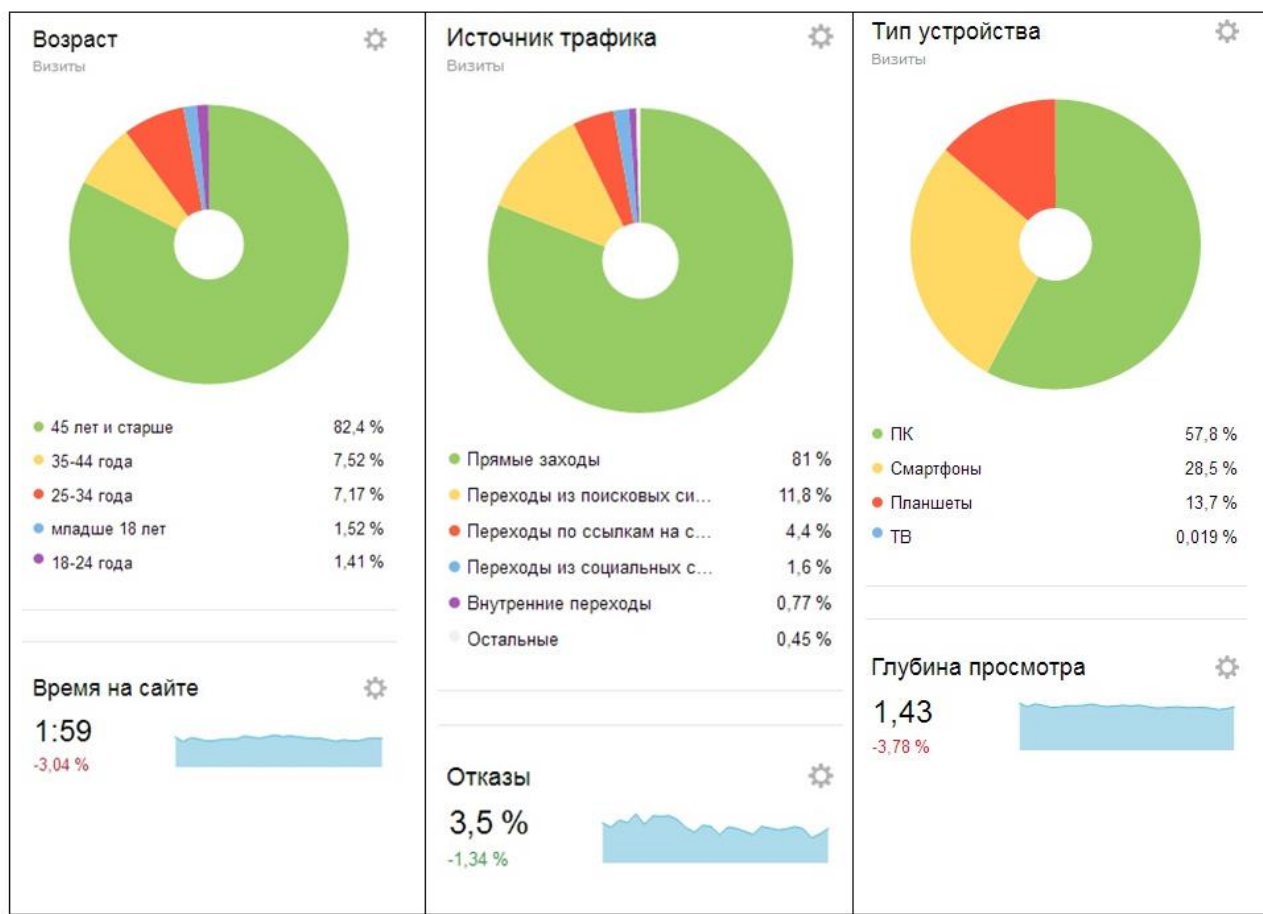 Возраст
Визиты
45 лет и старше 82,4 %
35-44 года 7,52 %
25-34 года 7,17 %
младше 18 лет 1,52 %
18-24 года 1,41 %
Время на сайте
1:59
-3,04 %
Источник трафика
Визиты
Прямые заходы 81 %
Переходы из поисковых си... 11,8 %
Переходы по ссылкам на с... 4,4 %
Переходы из социальных с... 1,6 %
Внутренние переходы 0,77 %
Остальные 0,45 %
Отказы
3,5 %
-1,34 %
Тип устройства
Визиты
ПК 57,8 %
Смартфоны 28,5 %
Планшеты 13,7 %
ТВ 0,019 %
Глубина просмотра
1,43
-3,78 %